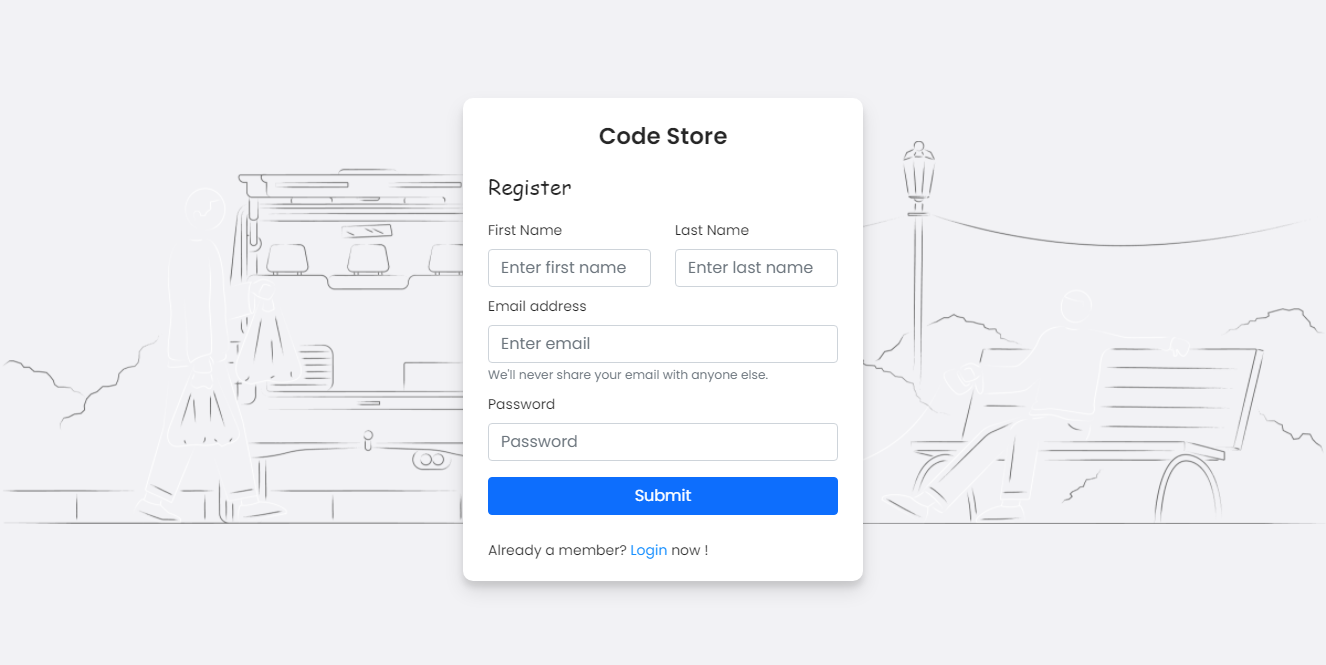 Code Store
Register
First Name Last Name
Enter first name Enter last name
Email address
Enter email
We'll never share your email with anyone else.
Password
Password
Submit
Already a member? Login now !